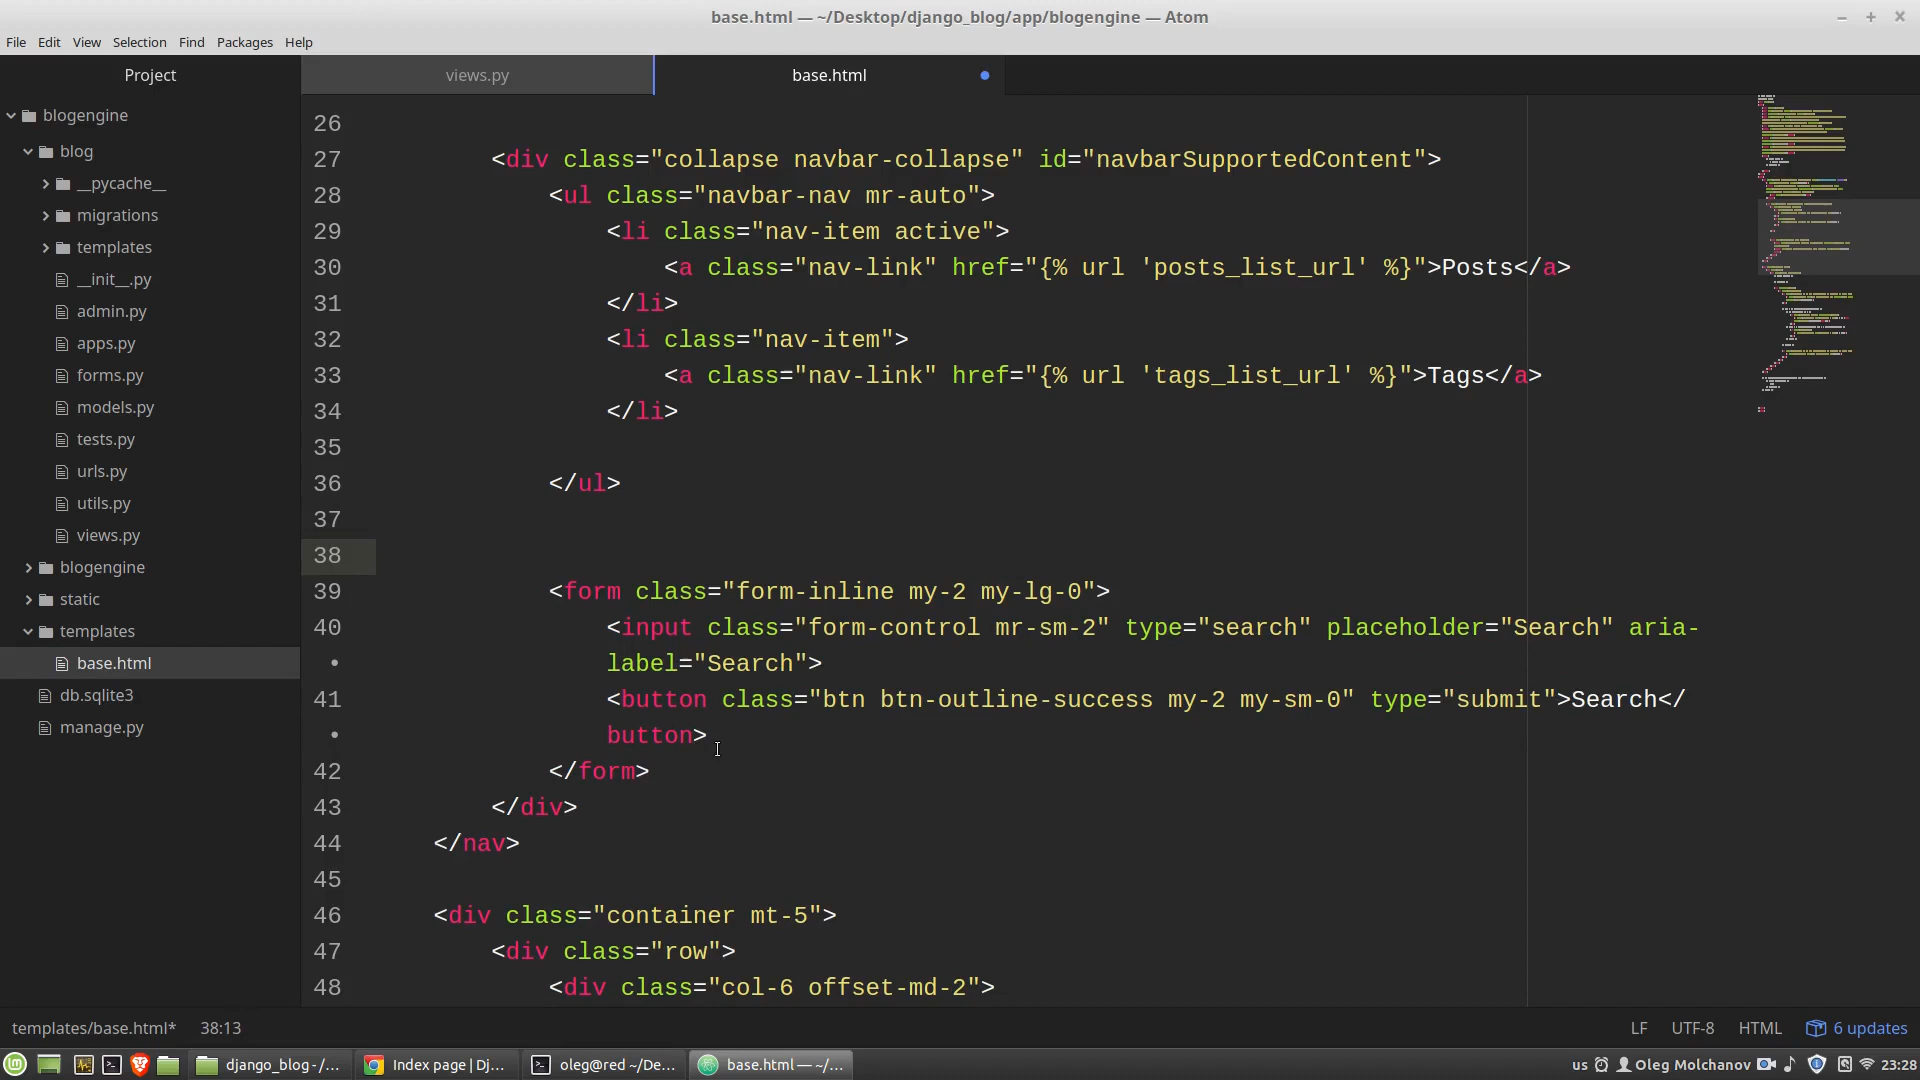 base.html — ~/Desktop/django_blog/app/blogengine — Atom
File Edit View Selection Find Packages Help
Project
blogengine
blog
__pycache__
migrations
templates
__init__.py
admin.py
apps.py
forms.py
models.py
tests.py
urls.py
utils.py
views.py
blogengine
static
templates
base.html
db.sqlite3
manage.py
views.py base.html
26
27 <div class="collapse navbar-collapse" id="navbarSupportedContent">
28 <ul class="navbar-nav mr-auto">
29 <li class="nav-item active">
30 <a class="nav-link" href="{% url 'posts_list_url' %}">Posts</a>
31 </li>
32 <li class="nav-item">
33 <a class="nav-link" href="{% url 'tags_list_url' %}">Tags</a>
34 </li>
35
36 </ul>
37
38
39 <form class="form-inline my-2 my-lg-0">
40 <input class="form-control mr-sm-2" type="search" placeholder="Search" aria-
• label="Search">
41 <button class="btn btn-outline-success my-2 my-sm-0" type="submit">Search</
• button>
42 </form>
43 </div>
44 </nav>
45
46 <div class="container mt-5">
47 <div class="row">
48 <div class="col-6 offset-md-2">
templates/base.html* 38:13 LF UTF-8 HTML 6 updates
django_blog - /... Index page | Dj... oleg@red ~/De... base.html — ~/... us Oleg Molchanov 23:28